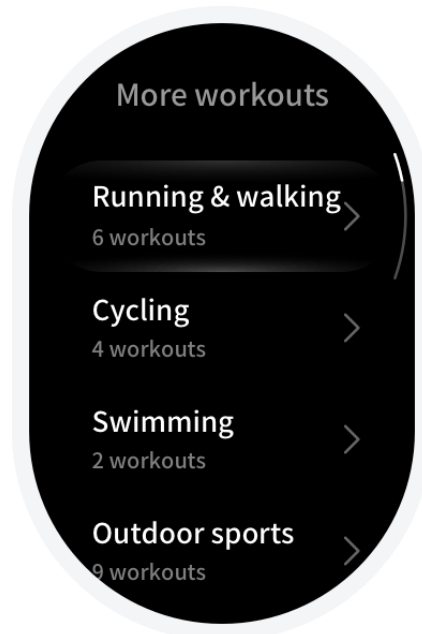 More workouts
Running & walking
6 workouts
Cycling
4 workouts
Swimming
2 workouts
Outdoor sports
9 workouts